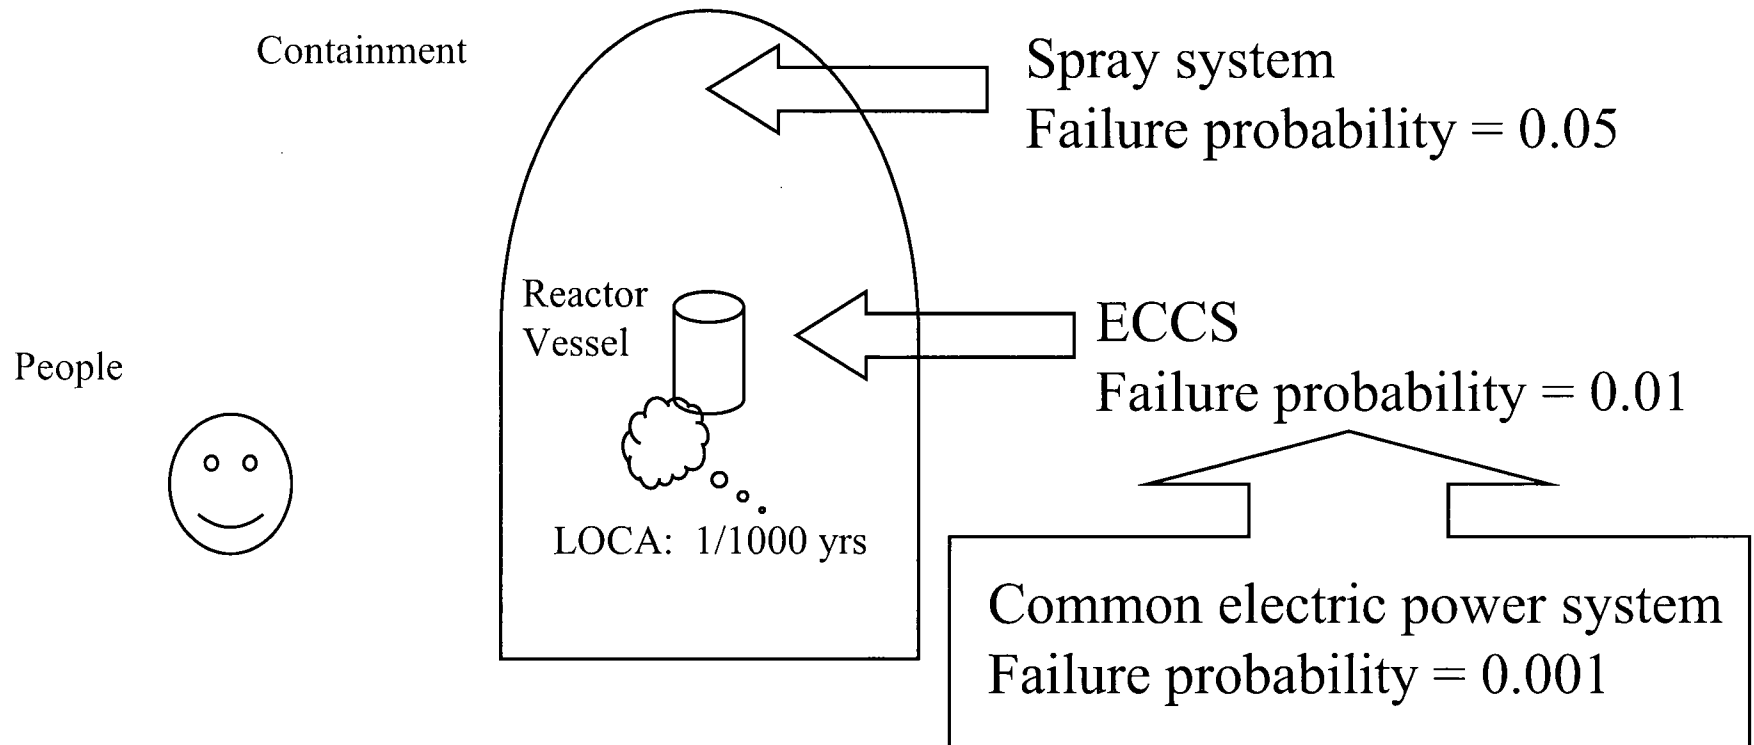 Containment
Spray system
Failure probability = 0.05
Reactor
Vessel
ECCS
Failure probability = 0.01
People
LOCA: 1/1000 yrs
Common electric power system
Failure probability = 0.001